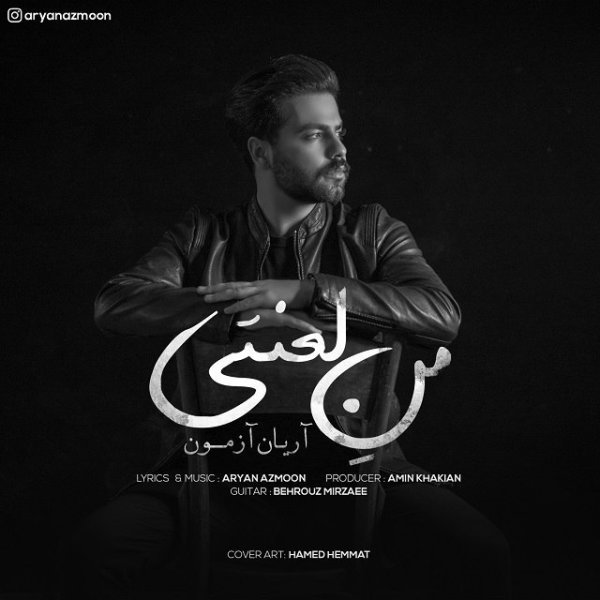 aryanazmoon
منِ لعنتی
آریان آزمون
LYRICS & MUSIC : ARYAN AZMOON PRODUCER : AMIN KHAKIAN
GUITAR : BEHROUZ MIRZAEE
COVER ART: HAMED HEMMAT